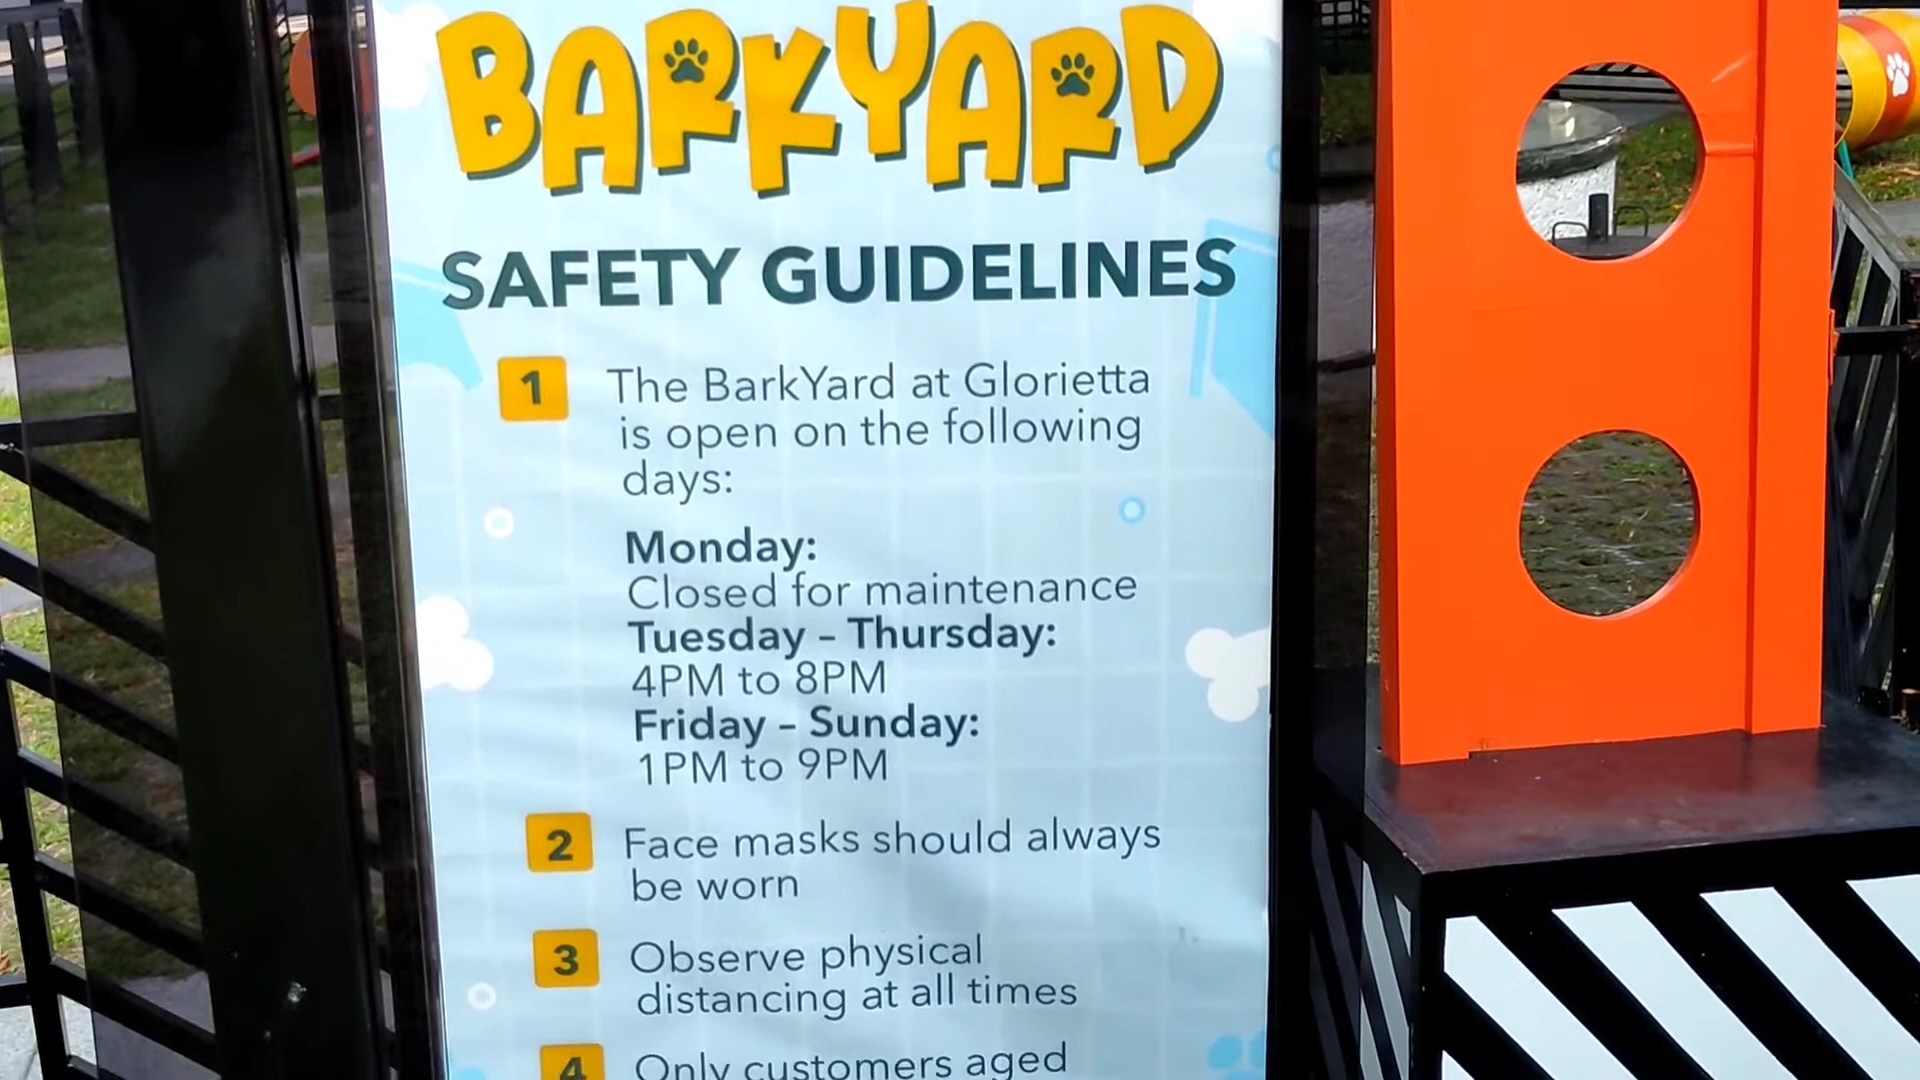 BARKYARD
SAFETY GUIDELINES
1 The BarkYard at Glorietta
is open on the following
days:
Monday:
Closed for maintenance
Tuesday – Thursday:
4PM to 8PM
Friday – Sunday:
1PM to 9PM
2 Face masks should always
be worn
3 Observe physical
distancing at all times
4 Only customers aged